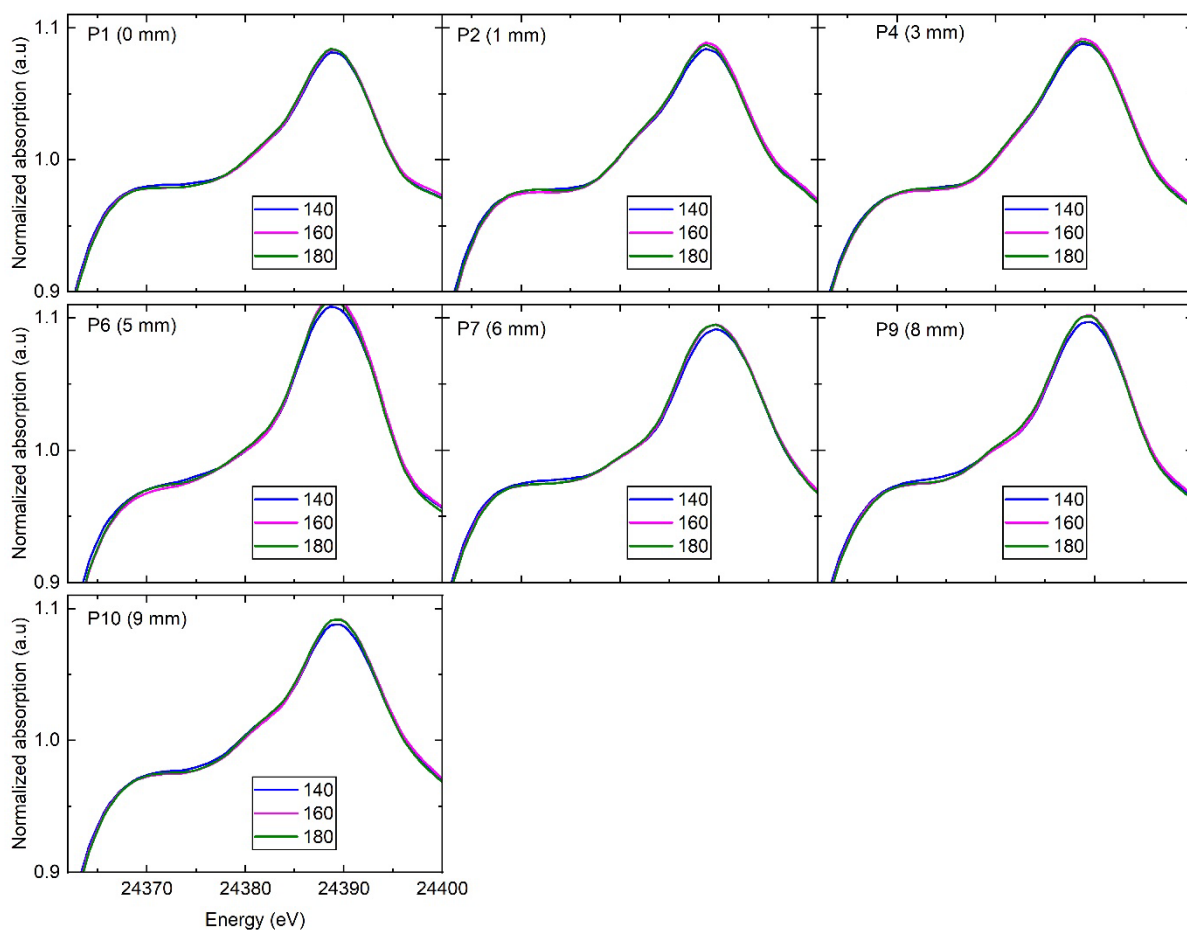 1.1
P1 (0 mm)
P2 (1 mm)
P4 (3 mm)
Normalized absorption (a.u)
1.0
140
160
180
140
160
180
140
160
180
0.9
1.1
P6 (5 mm)
P7 (6 mm)
P9 (8 mm)
Normalized absorption (a.u)
1.0
140
160
180
140
160
180
140
160
180
0.9
1.1
P10 (9 mm)
Normalized absorption (a.u)
1.0
140
160
180
0.9
24370 24380 24390 24400
Energy (eV)